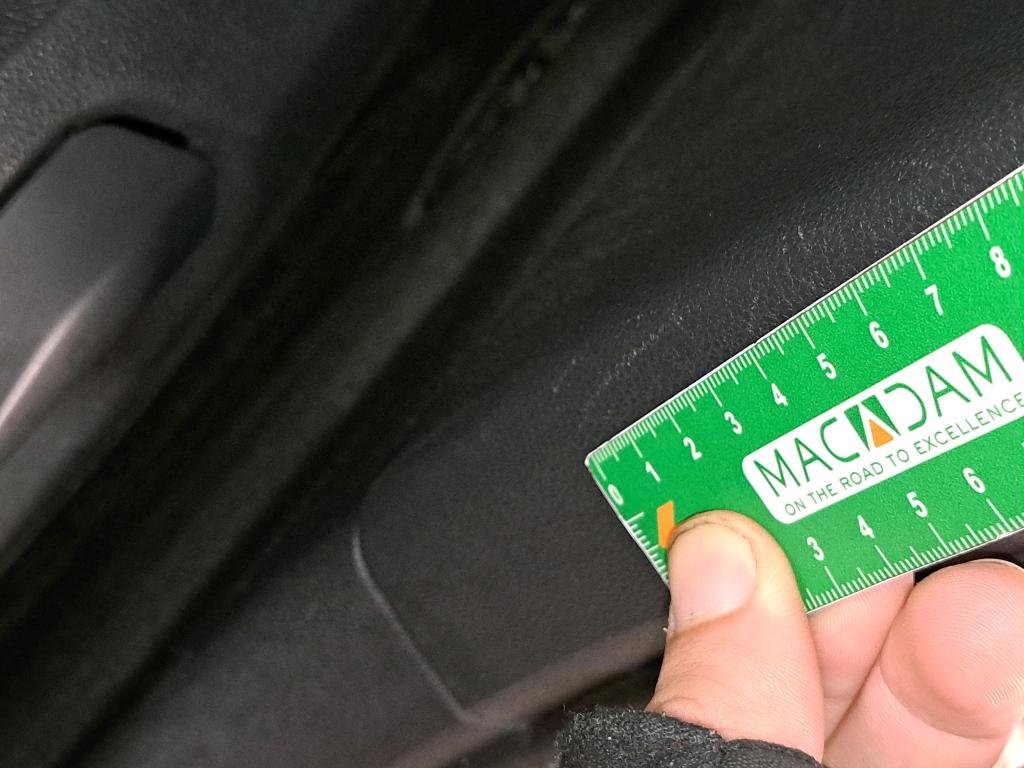 0 1 2 3 4 5 6 7 8
MACADAM
ON THE ROAD TO EXCELLENCE
3 4 5 6